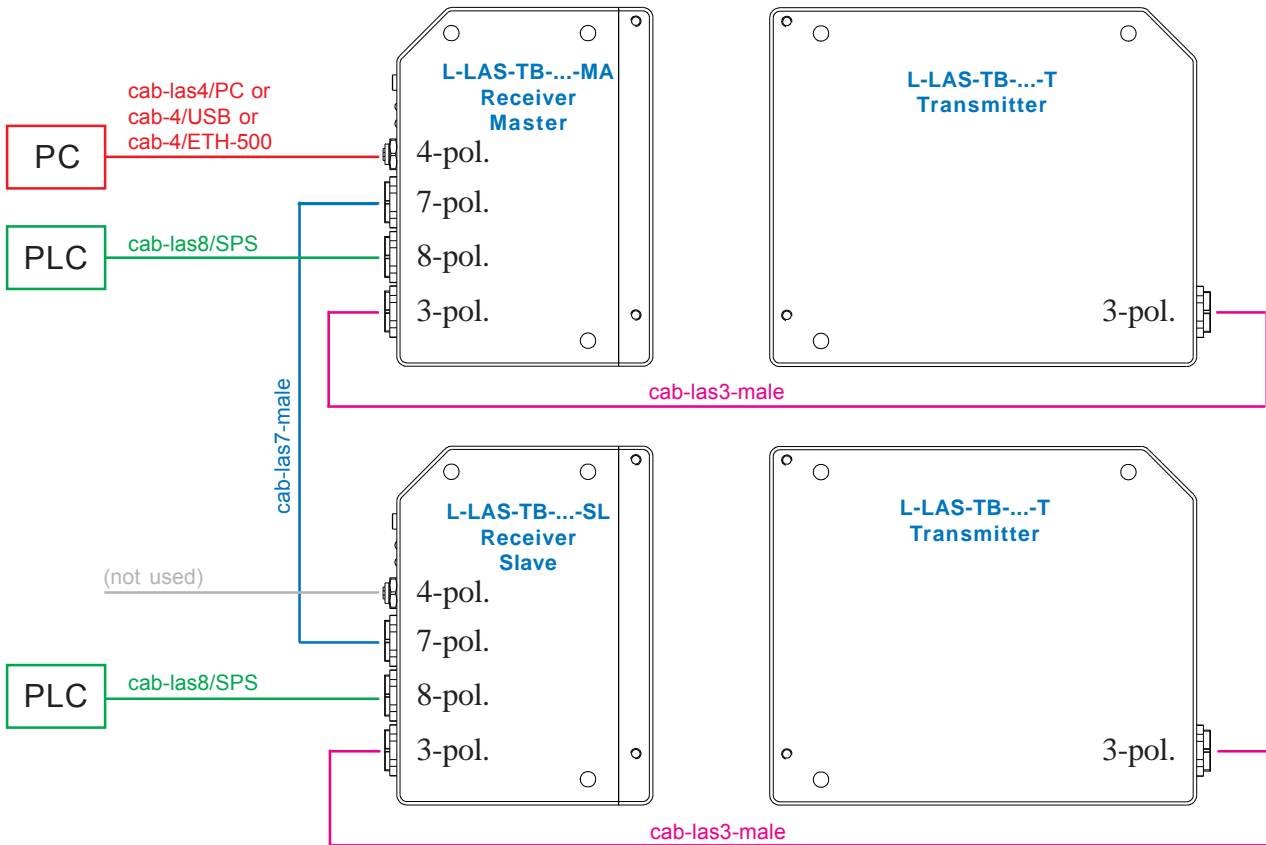 L-LAS-TB-...-MA
Receiver
Master
L-LAS-TB-...-T
Transmitter
cab-las4/PC or
cab-4/USB or
cab-4/ETH-500
PC
4-pol.
7-pol.
PLC
cab-las8/SPS
8-pol.
3-pol.
3-pol.
cab-las3-male
cab-las7-male
L-LAS-TB-...-SL
Receiver
Slave
L-LAS-TB-...-T
Transmitter
(not used)
4-pol.
7-pol.
PLC
cab-las8/SPS
8-pol.
3-pol.
3-pol.
cab-las3-male